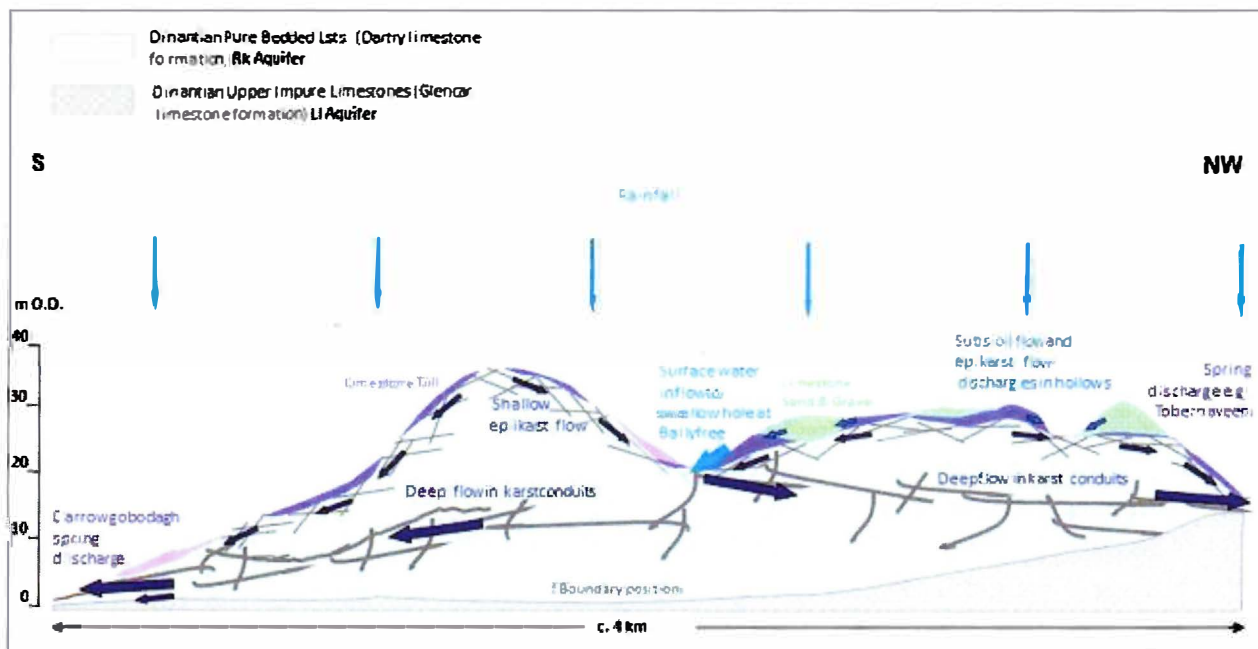 Dinantian Pure Bedded Lsts (Dartry limestone
formation) Rk Aquifer
Dinantian Upper Impure Limestones (Glencar
limestone formation) Ll Aquifer
S
NW
Rainfall
m O.D.
40
30
20
10
0
Limestone Till
Shallow
epikast flow
Surface water
inflow to
swallow hole at
Ballyfree
Sand & Gravel
Subsoil flow and
epikarst flow
discharges in hollows
Spring
discharge eg
Tobernaveen
Deep flow in karst conduits
Deep flow in karst conduits
Carrowgobodagh
spring
discharge
?Boundary position
c. 4 km